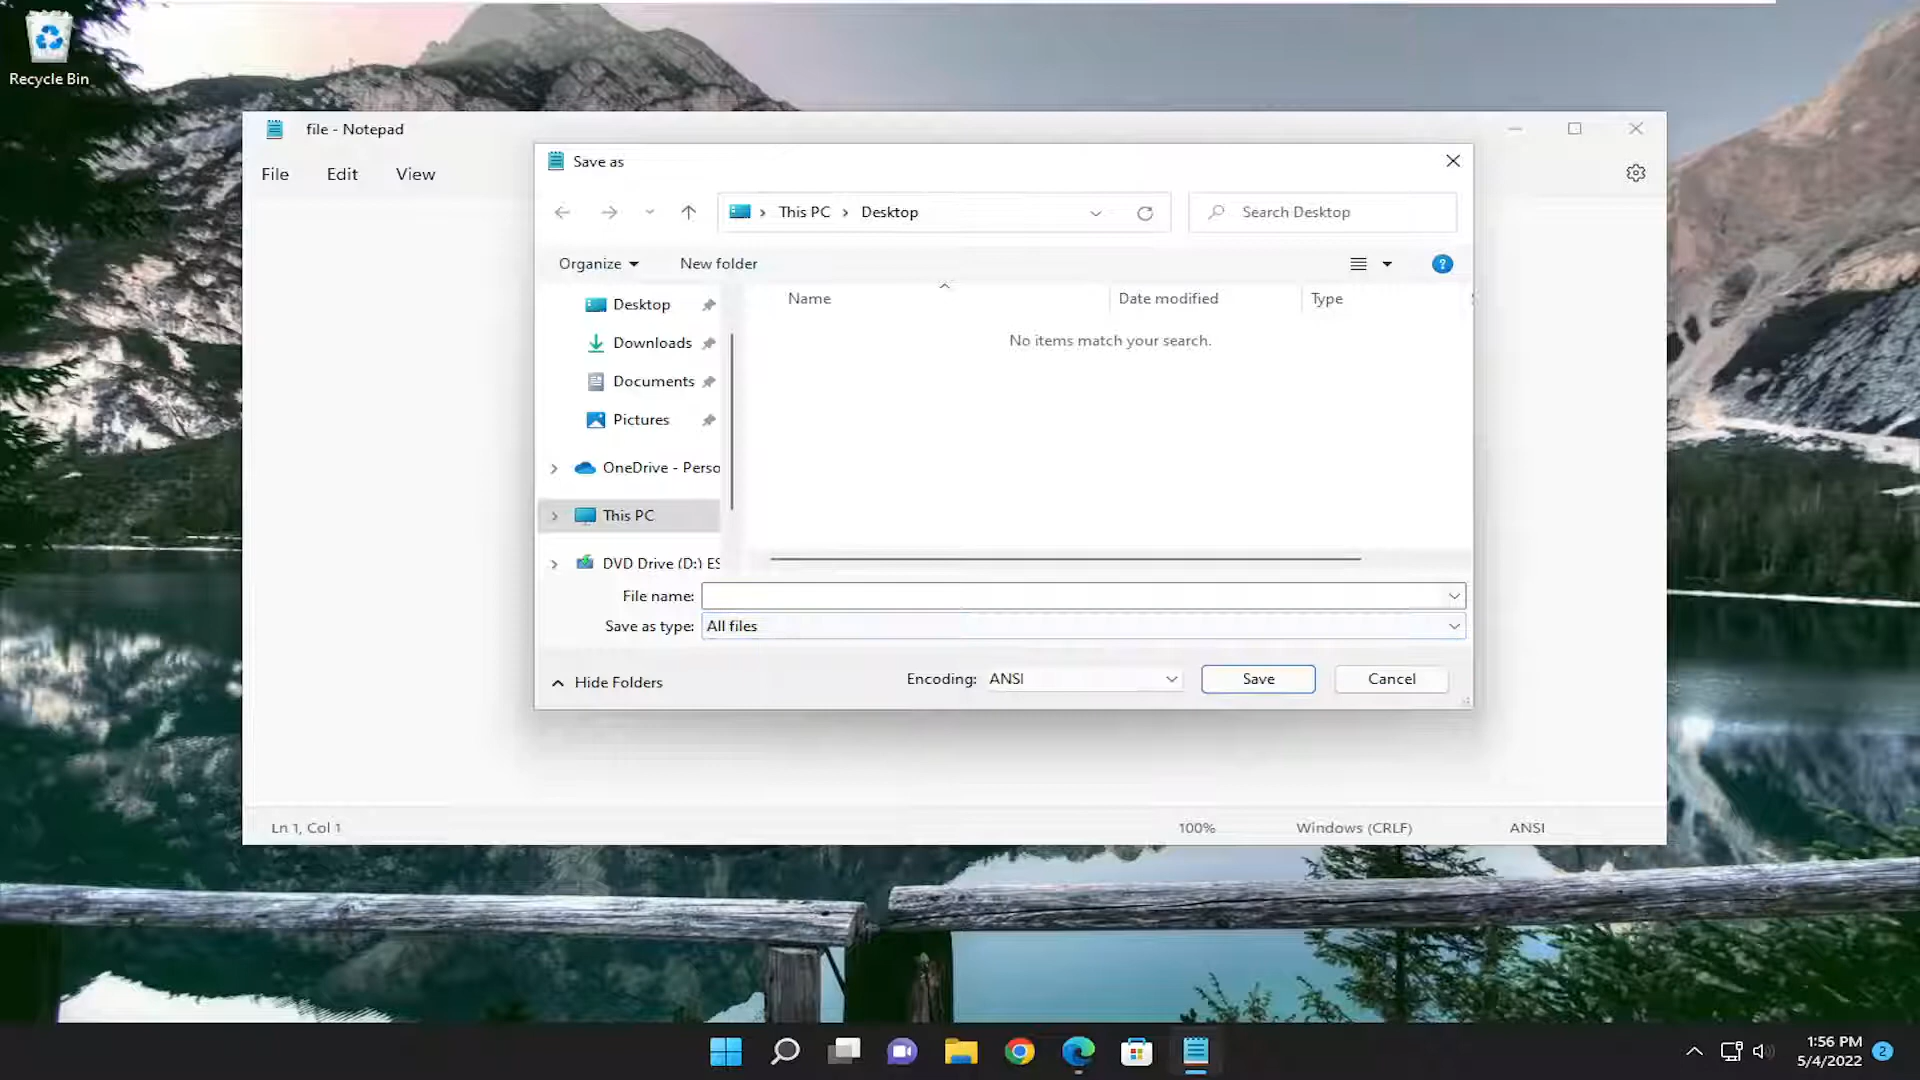 Recycle Bin
file - Notepad
File Edit View
Save as
This PC Desktop
Search Desktop
Organize New folder
Name Date modified Type
No items match your search.
Desktop
Downloads
Documents
Pictures
OneDrive - Perso
This PC
DVD Drive (D:) ES
File name:
Save as type: All files
Hide Folders
Encoding: ANSI
Save Cancel
Ln 1, Col 1
100%
Windows (CRLF)
ANSI
1:56 PM
5/4/2022
2